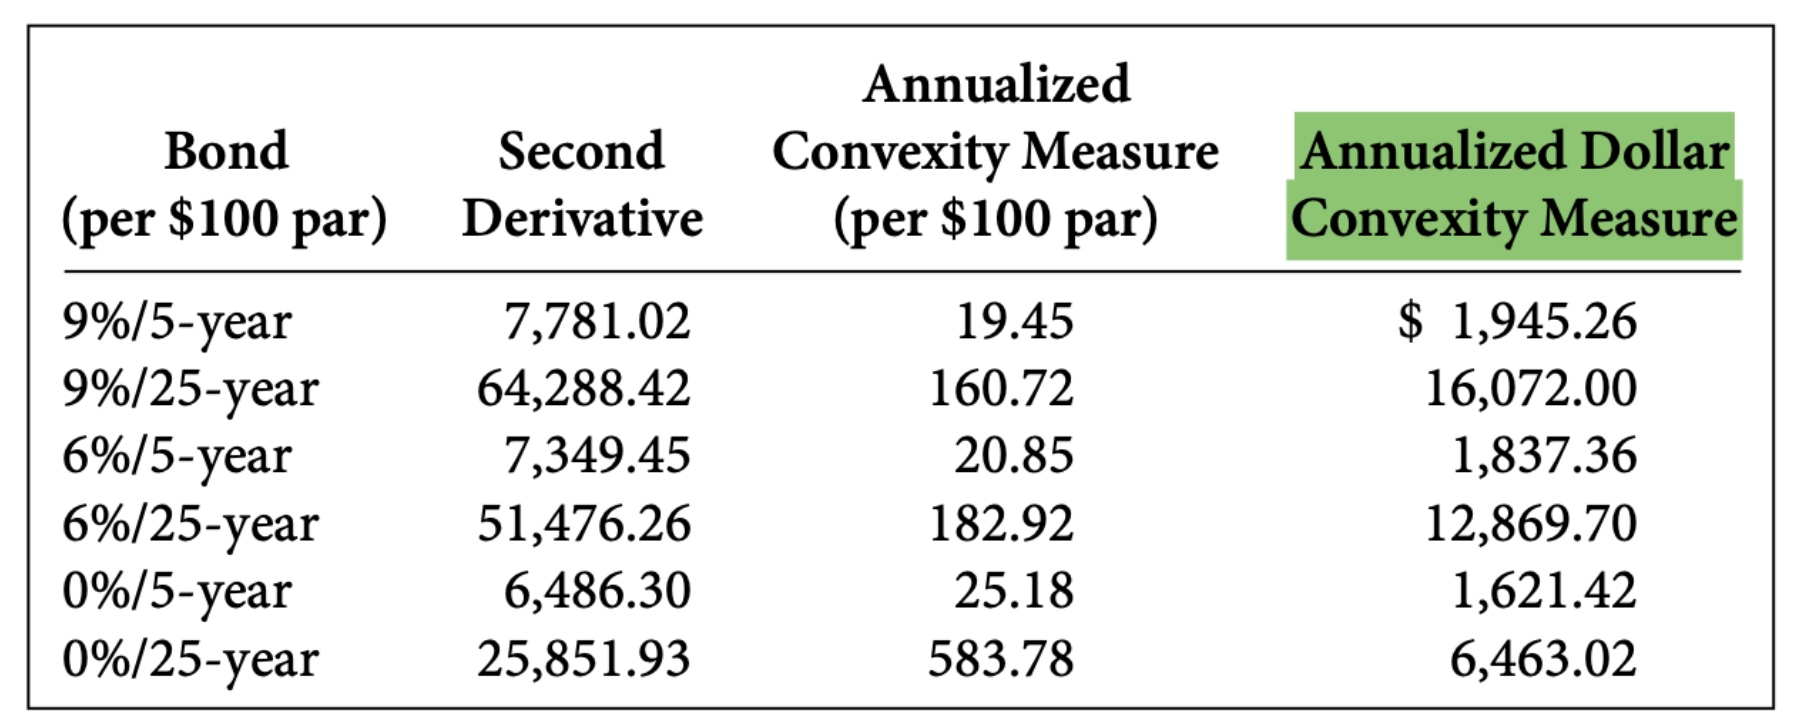 Annualized
Bond Second Convexity Measure Annualized Dollar
(per $100 par) Derivative (per $100 par) Convexity Measure
9%/5-year 7,781.02 19.45 $ 1,945.26
9%/25-year 64,288.42 160.72 16,072.00
6%/5-year 7,349.45 20.85 1,837.36
6%/25-year 51,476.26 182.92 12,869.70
0%/5-year 6,486.30 25.18 1,621.42
0%/25-year 25,851.93 583.78 6,463.02